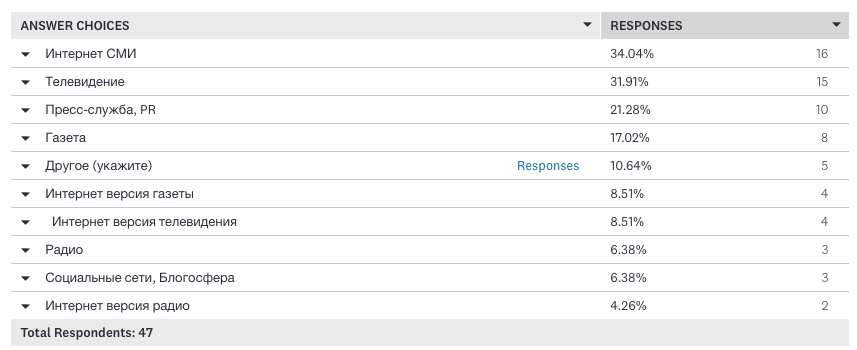 ANSWER CHOICES RESPONSES
Интернет СМИ 34.04% 16
Телевидение 31.91% 15
Пресс-служба, PR 21.28% 10
Газета 17.02% 8
Другое (укажите) Responses 10.64% 5
Интернет версия газеты 8.51% 4
Интернет версия телевидения 8.51% 4
Радио 6.38% 3
Социальные сети, Блогосфера 6.38% 3
Интернет версия радио 4.26% 2
Total Respondents: 47